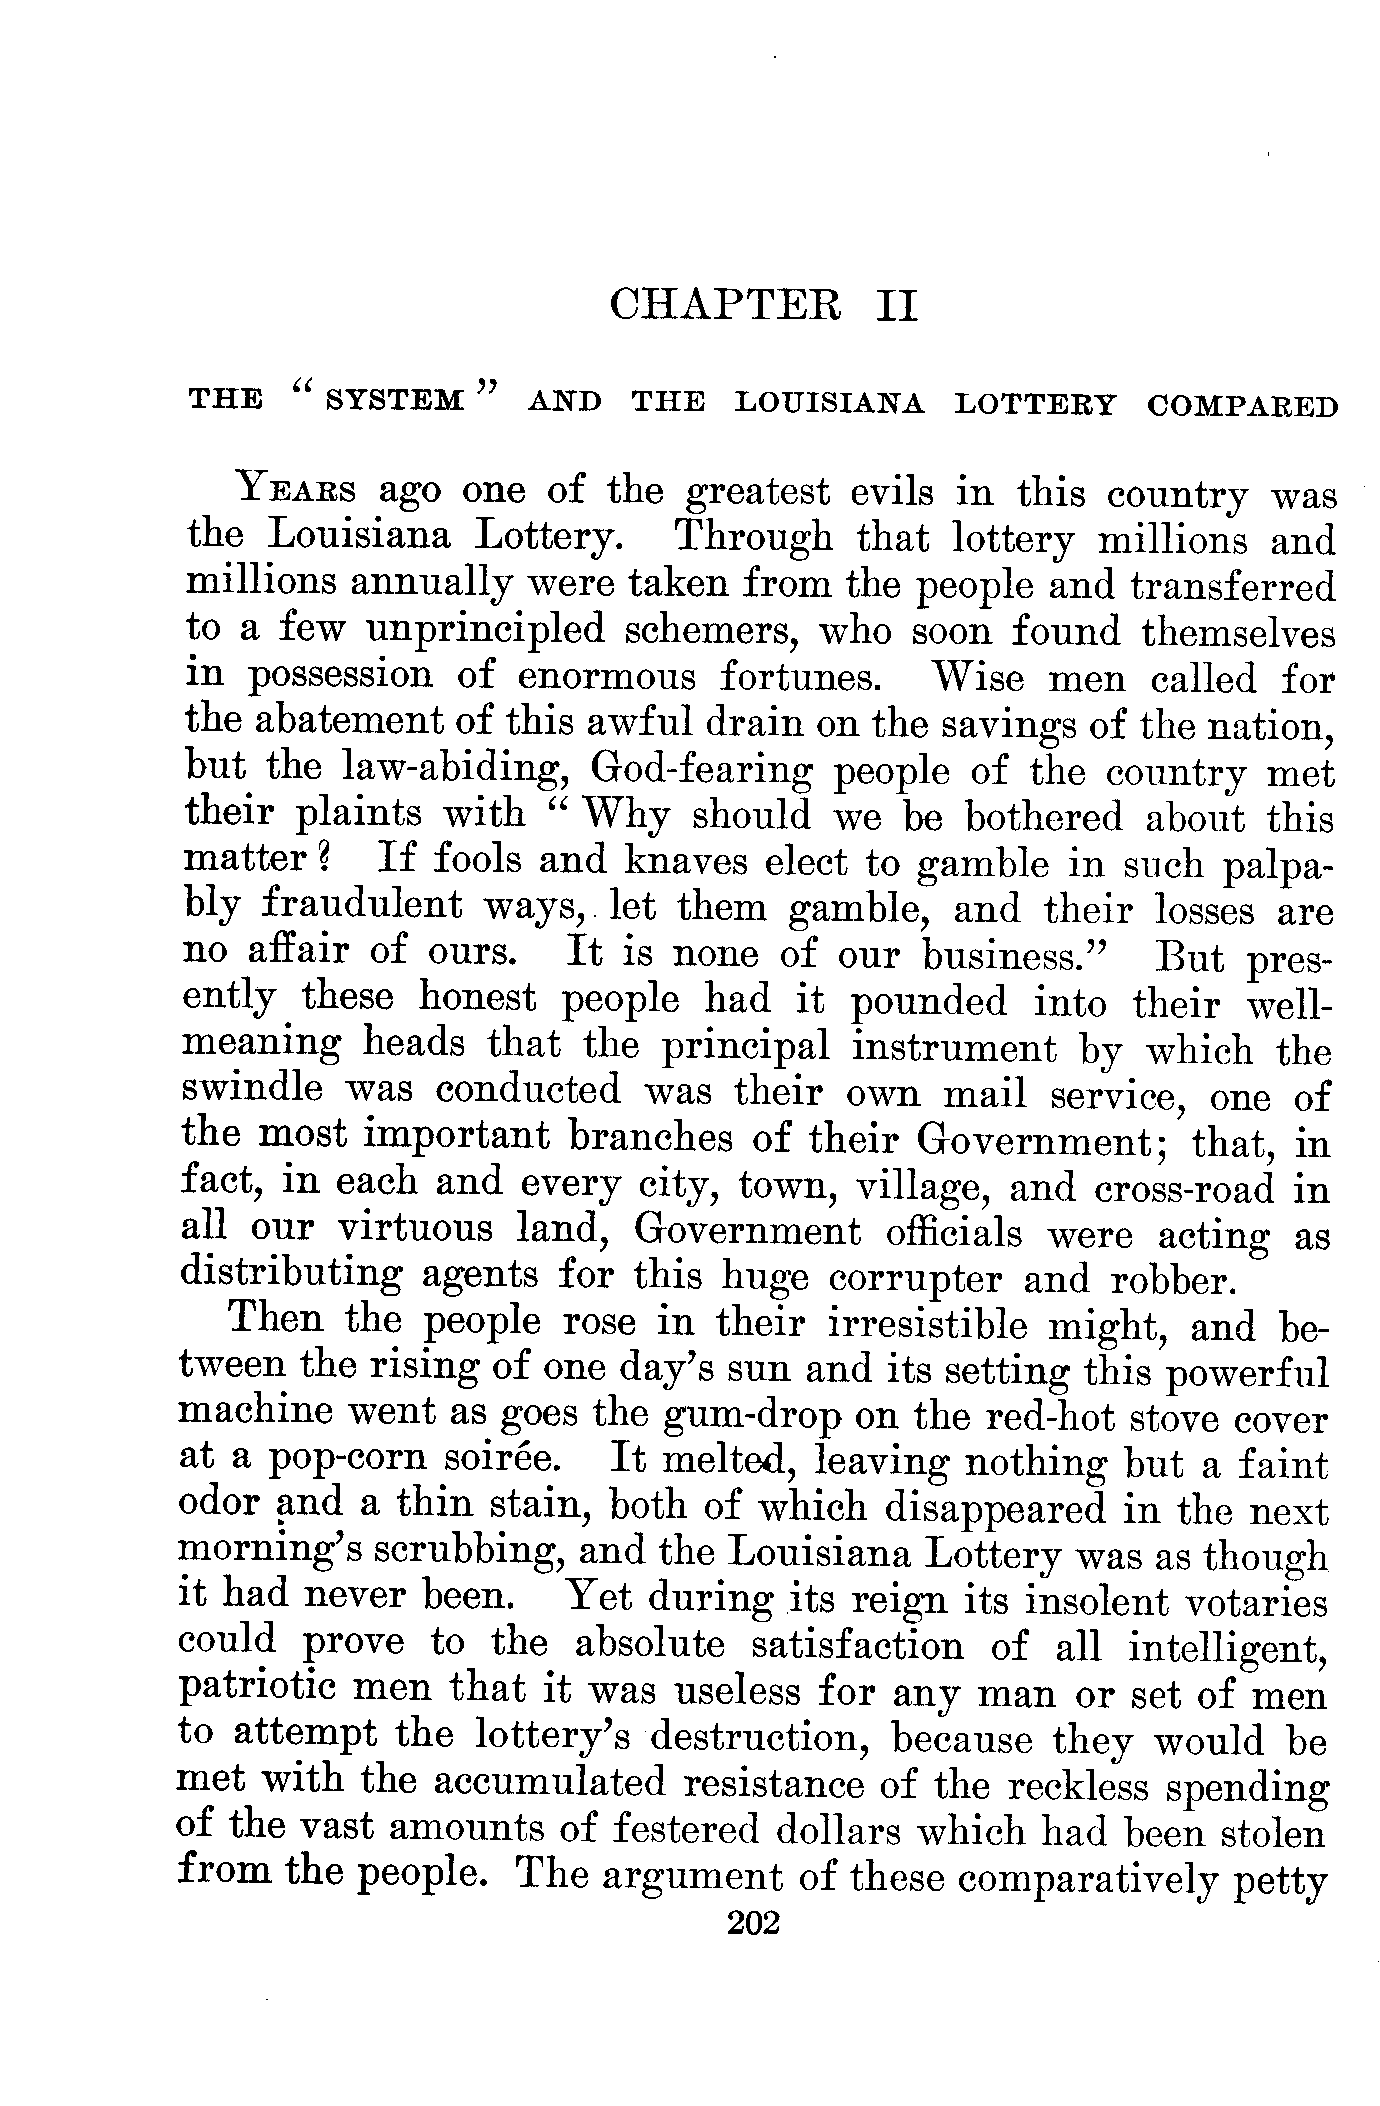 CHAPTER II
THE “ SYSTEM ” AND THE LOUISIANA LOTTERY COMPARED
YEARS ago one of the greatest evils in this country was
the Louisiana Lottery. Through that lottery millions and
millions annually were taken from the people and transferred
to a few unprincipled schemers, who soon found themselves
in possession of enormous fortunes. Wise men called for
the abatement of this awful drain on the savings of the nation,
but the law-abiding, God-fearing people of the country met
their plaints with “ Why should we be bothered about this
matter ? If fools and knaves elect to gamble in such palpa-
bly fraudulent ways, let them gamble, and their losses are
no affair of ours. It is none of our business.” But pres-
ently these honest people had it pounded into their well-
meaning heads that the principal instrument by which the
swindle was conducted was their own mail service, one of
the most important branches of their Government; that, in
fact, in each and every city, town, village, and cross-road in
all our virtuous land, Government officials were acting as
distributing agents for this huge corrupter and robber.
Then the people rose in their irresistible might, and be-
tween the rising of one day’s sun and its setting this powerful
machine went as goes the gum-drop on the red-hot stove cover
at a pop-corn soirée. It melted, leaving nothing but a faint
odor and a thin stain, both of which disappeared in the next
morning’s scrubbing, and the Louisiana Lottery was as though
it had never been. Yet during its reign its insolent votaries
could prove to the absolute satisfaction of all intelligent,
patriotic men that it was useless for any man or set of men
to attempt the lottery’s destruction, because they would be
met with the accumulated resistance of the reckless spending
of the vast amounts of festered dollars which had been stolen
from the people. The argument of these comparatively petty
202